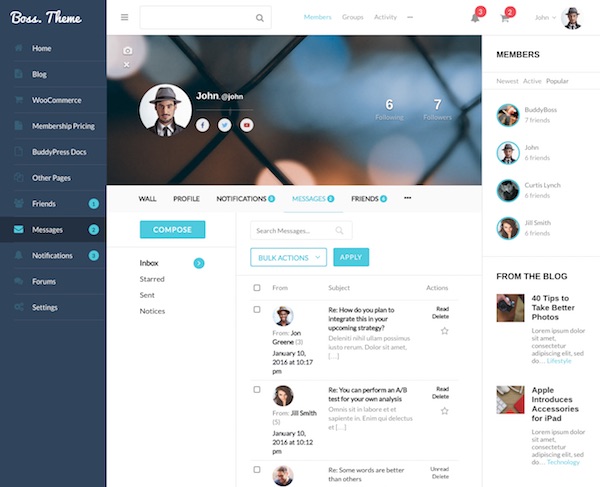 Boss. Theme
Home
Blog
WooCommerce
Membership Pricing
BuddyPress Docs
Other Pages
Friends 1
Messages 2
Notifications 3
Forums
Settings
Members Groups Activity
3
2
John
John, @john
6
Following
7
Followers
WALL PROFILE NOTIFICATIONS 3 MESSAGES 2 FRIENDS 4
COMPOSE
Inbox
Starred
Sent
Notices
Search Messages...
BULK ACTIONS
APPLY
From Subject Actions
From: Jon
Greene (3)
January 10,
2016 at 10:17
pm
Re: How do you plan to
integrate this in your
upcoming strategy?
Deleniti nihil ullam possimus
iusto rerum. Dolor sit amet,
[…]
Read
Delete
From: Jill Smith
(5)
January 10,
2016 at 10:12
pm
Re: You can perform an A/B
test for your own analysis
Omnis sit in labore et et
sapiente in. Enim qui delectus
et […]
Read
Delete
Re: Some words are better
than others
Unread
Delete
MEMBERS
Newest Active Popular
BuddyBoss
7 friends
John
6 friends
Curtis Lynch
6 friends
Jill Smith
6 friends
FROM THE BLOG
40 Tips to
Take Better
Photos
Lorem ipsum
dolor sit amet,
consectetur
adipiscing elit, sed
do... Lifestyle
Apple
Introduces
Accessories
for iPad
Lorem ipsum
dolor sit amet,
consectetur
adipiscing elit, sed
do... Technology